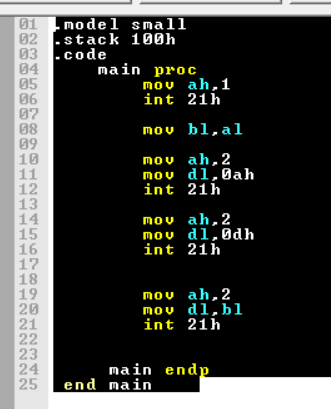 01 .model small
02 .stack 100h
03 .code
04     main proc
05         mov ah,1
06         int 21h
07
08         mov bl,al
09
10         mov ah,2
11         mov dl,0ah
12         int 21h
13
14         mov ah,2
15         mov dl,0dh
16         int 21h
17
18
19         mov ah,2
20         mov dl,bl
21         int 21h
22
23
24      main endp
25  end main